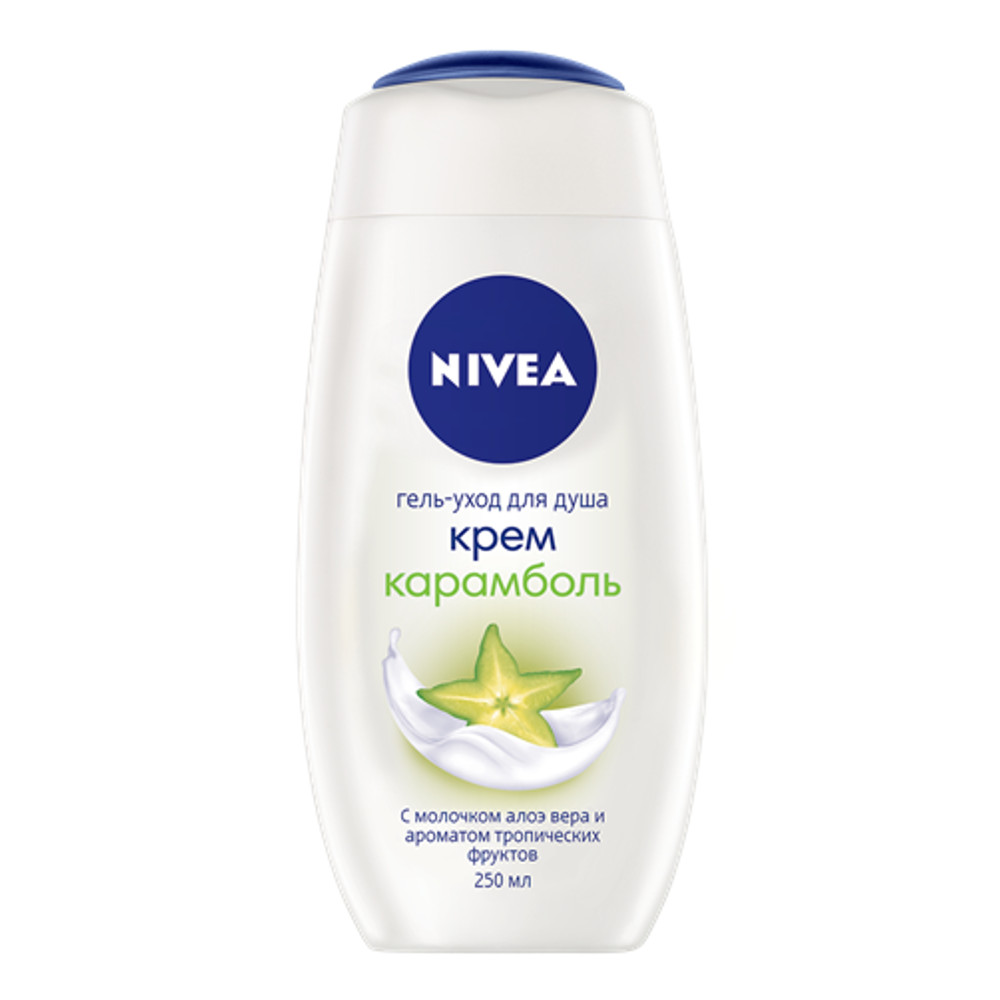 NIVEA
гель-уход для душа
крем
карамболь
С молочком алоэ вера и
ароматом тропических
фруктов
250 мл